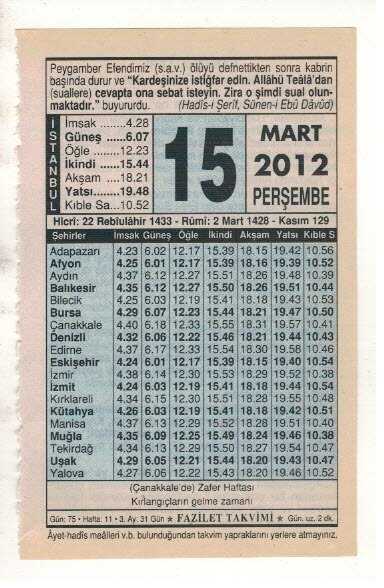 Peygamber Efendimiz (s.a.v.) ölüyü defnettikten sonra kabrin
başında durur ve "Kardeşinize istiğfar edin. Allâhü Teâlâ'dan
(suallere) cevapta ona sebat isteyin. Zira o şimdi sual olun-
maktadır." buyururdu. (Hadîs-i Şerîf, Sünen-i Ebû Dâvûd)
İSTANBUL
İmsak ........4.28
Güneş ......6.07
Öğle ........12.23
İkindi .....15.44
Akşam .....18.21
Yatsı........19.48
Kıble Sa...10.52
15
MART
2012
PERŞEMBE
Hicrî: 22 Rebîulâhir 1433 - Rûmi: 2 Mart 1428 - Kasım 129
Şehirler İmsak Güneş Öğle İkindi Akşam Yatsı Kıble S
Adapazarı 4.23 6.02 12.17 15.39 18.15 19.42 10.56
Afyon 4.25 6.01 12.17 15.39 18.16 19.39 10.52
Aydın 4.37 6.12 12.27 15.51 18.26 19.48 10.39
Balıkesir 4.35 6.12 12.27 15.50 18.26 19.51 10.44
Bilecik 4.25 6.03 12.19 15.41 18.18 19.43 10.53
Bursa 4.29 6.07 12.23 15.44 18.21 19.47 10.50
Çanakkale 4.40 6.18 12.33 15.55 18.31 19.57 10.41
Denizli 4.32 6.06 12.22 15.46 18.21 19.44 10.43
Edirne 4.37 6.17 12.33 15.54 18.30 19.58 10.46
Eskişehir 4.24 6.01 12.17 15.39 18.15 19.40 10.54
İzmir 4.38 6.14 12.30 15.53 18.29 19.52 10.38
İzmit 4.24 6.03 12.19 15.41 18.18 19.44 10.54
Kırklareli 4.34 6.15 12.30 15.51 18.28 19.55 10.48
Kütahya 4.26 6.03 12.19 15.41 18.18 19.42 10.51
Manisa 4.37 6.13 12.29 15.52 18.28 19.51 10.40
Muğla 4.35 6.09 12.25 15.49 18.24 19.46 10.38
Tekirdağ 4.34 6.13 12.29 15.50 18.27 19.54 10.47
Uşak 4.29 6.05 12.21 15.44 18.20 19.43 10.47
Yalova 4.27 6.06 12.22 15.43 18.20 19.46 10.52
(Çanakkale'de) Zafer Haftası
Kırlangıçların gelme zamanı
Gün: 75 • Hafta: 11 • 3. Ay: 31 Gün ★ FAZİLET TAKVİMİ ★ Gün. uz. 2 dk.
Âyet-hadîs meâlleri v.b. bulunduğundan takvim yapraklarını yerlere atmayınız.